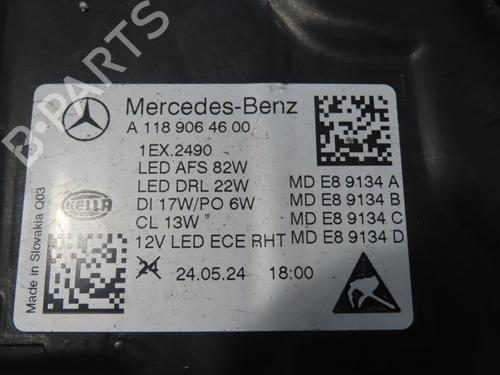 Mercedes-Benz
A 118 906 46 00
1EX.2490
LED AFS 82W
LED DRL 22W
DI 17W/PO 6W
CL 13W
12V LED ECE RHT
MD E8 9134 A
MD E8 9134 B
MD E8 9134 C
MD E8 9134 D
HELLA
Made in Slovakia Q03
24
24.05.24 18:00
B-PARTS